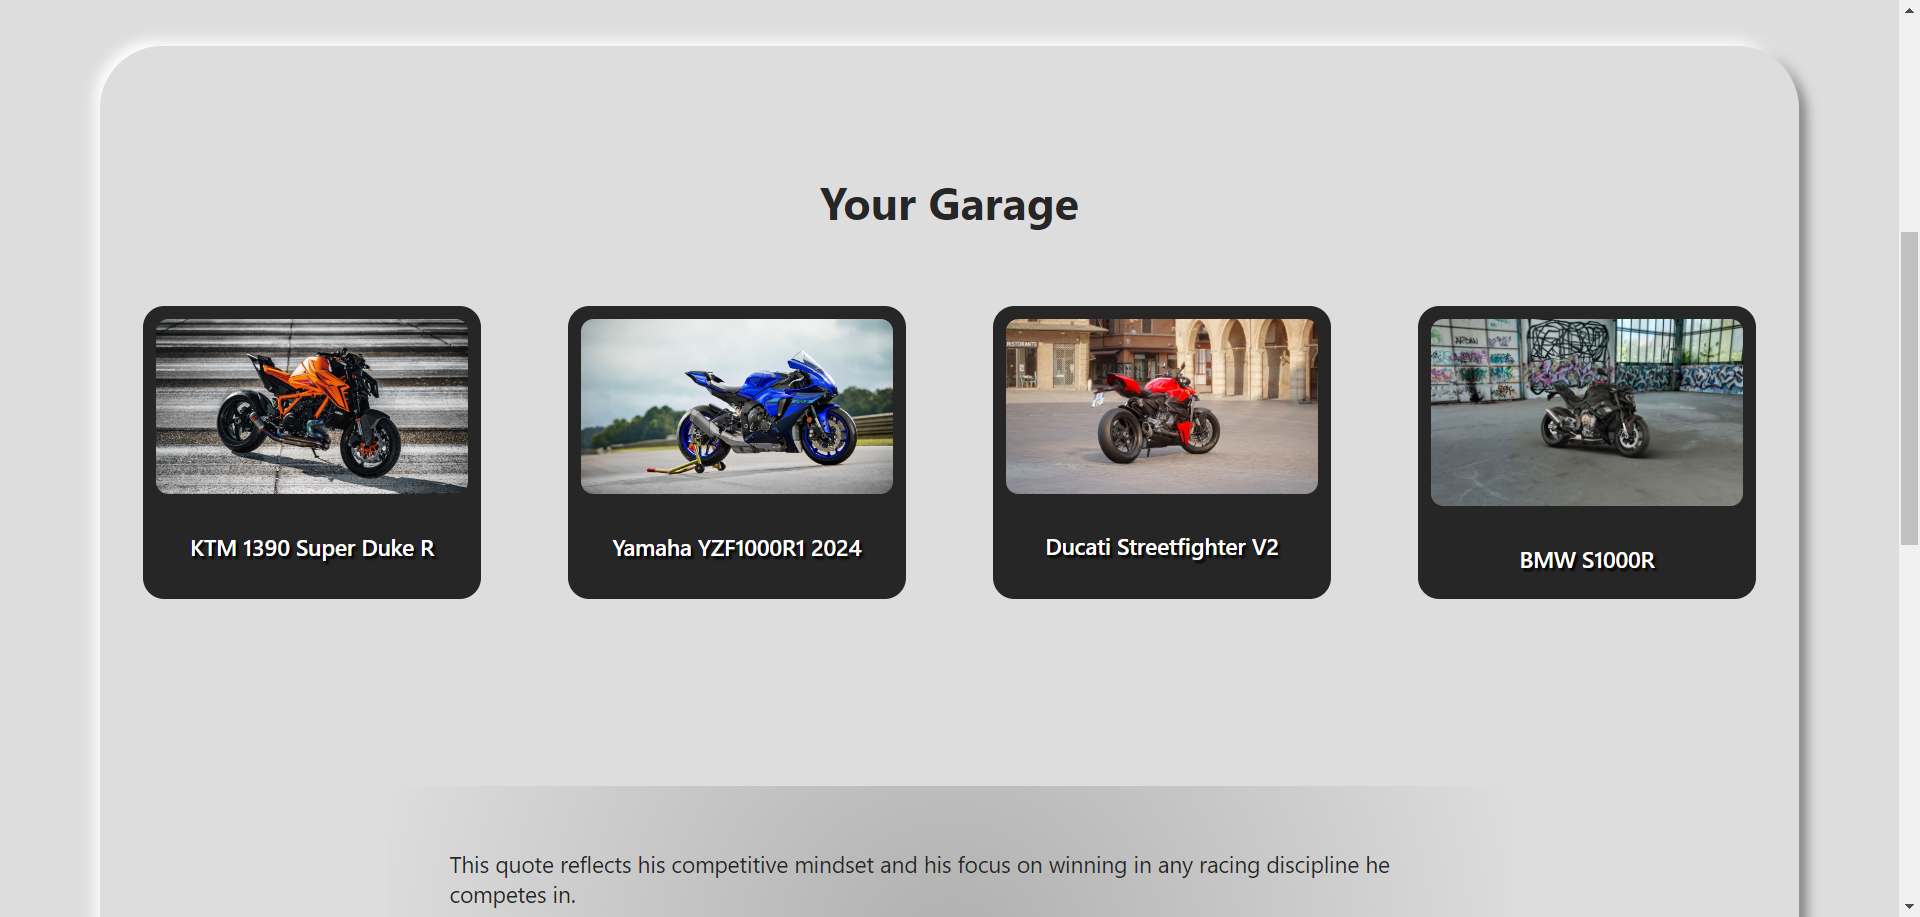 Your Garage
RISTORANTE
KTM 1390 Super Duke R
Yamaha YZF1000R1 2024
Ducati Streetfighter V2
BMW S1000R
This quote reflects his competitive mindset and his focus on winning in any racing discipline he
competes in.